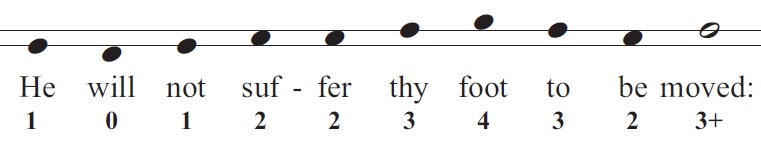 He will not suf - fer thy foot to be moved:
1 0 1 2 2 3 4 3 2 3+